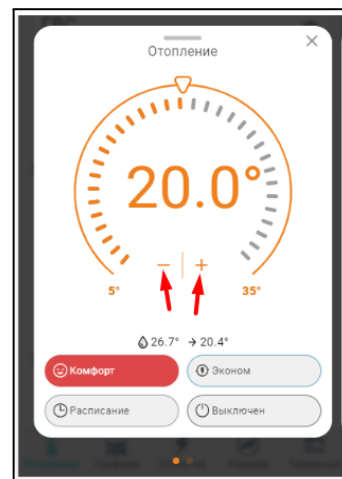 Отопление
20.0°
− +
5° 35°
26.7° → 20.4°
Комфорт
Эконом
Расписание
Выключен